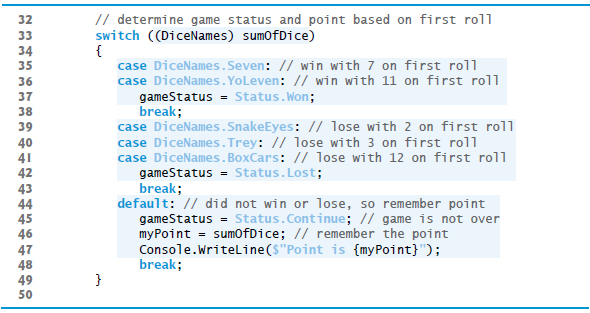 32 // determine game status and point based on first roll
33 switch ((DiceNames) sumOfDice)
34 {
35 case DiceNames.Seven: // win with 7 on first roll
36 case DiceNames.YoLeven: // win with 11 on first roll
37 gameStatus = Status.Won;
38 break;
39 case DiceNames.SnakeEyes: // lose with 2 on first roll
40 case DiceNames.Trey: // lose with 3 on first roll
41 case DiceNames.BoxCars: // lose with 12 on first roll
42 gameStatus = Status.Lost;
43 break;
44 default: // did not win or lose, so remember point
45 gameStatus = Status.Continue; // game is not over
46 myPoint = sumOfDice; // remember the point
47 Console.WriteLine($"Point is {myPoint}");
48 break;
49 }
50